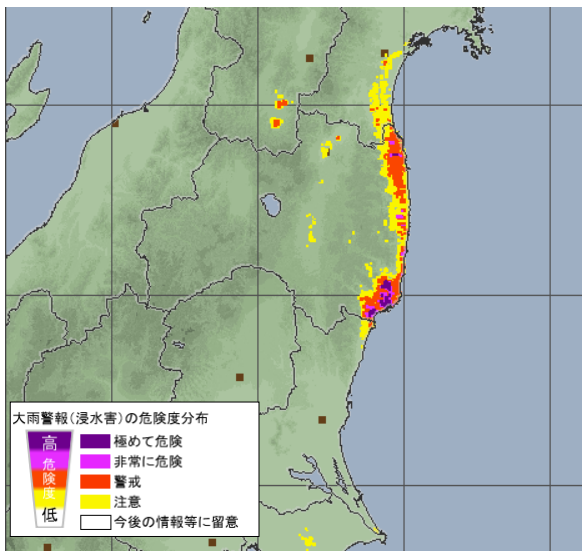 大雨警報(浸水害)の危険度分布
高
危
険
度
低
極めて危険
非常に危険
警戒
注意
今後の情報等に留意